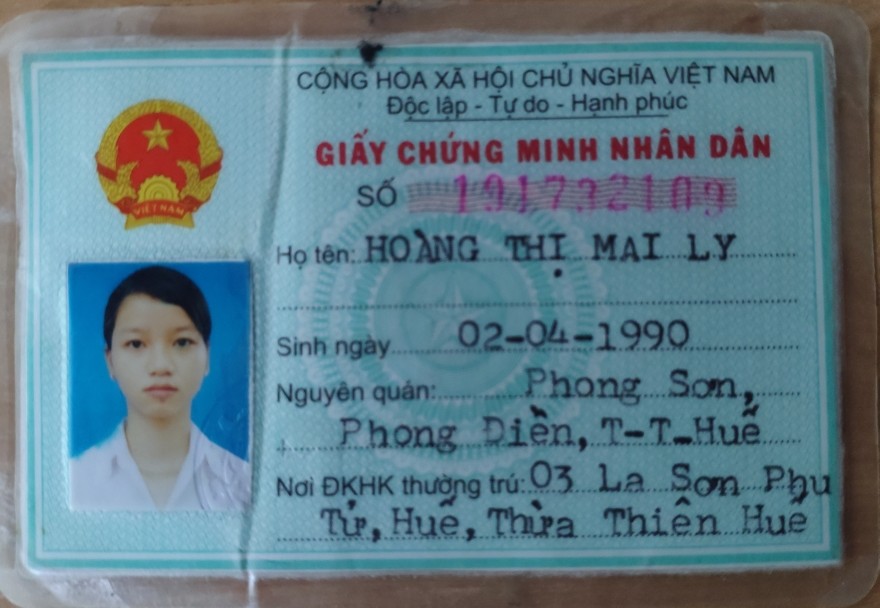 CỘNG HÒA XÃ HỘI CHỦ NGHĨA VIỆT NAM
Độc lập - Tự do - Hạnh phúc
GIẤY CHỨNG MINH NHÂN DÂN
SỐ 191732109
Họ tên: HOÀNG THỊ MAI LY
Sinh ngày 02-04-1990
Nguyên quán: Phong Sơn,
Phong Điền, T-T-Huế
Nơi ĐKHK thường trú: 03 La Sơn Phu
Tử, Huế, Thừa Thiên Huế
VIỆT NAM